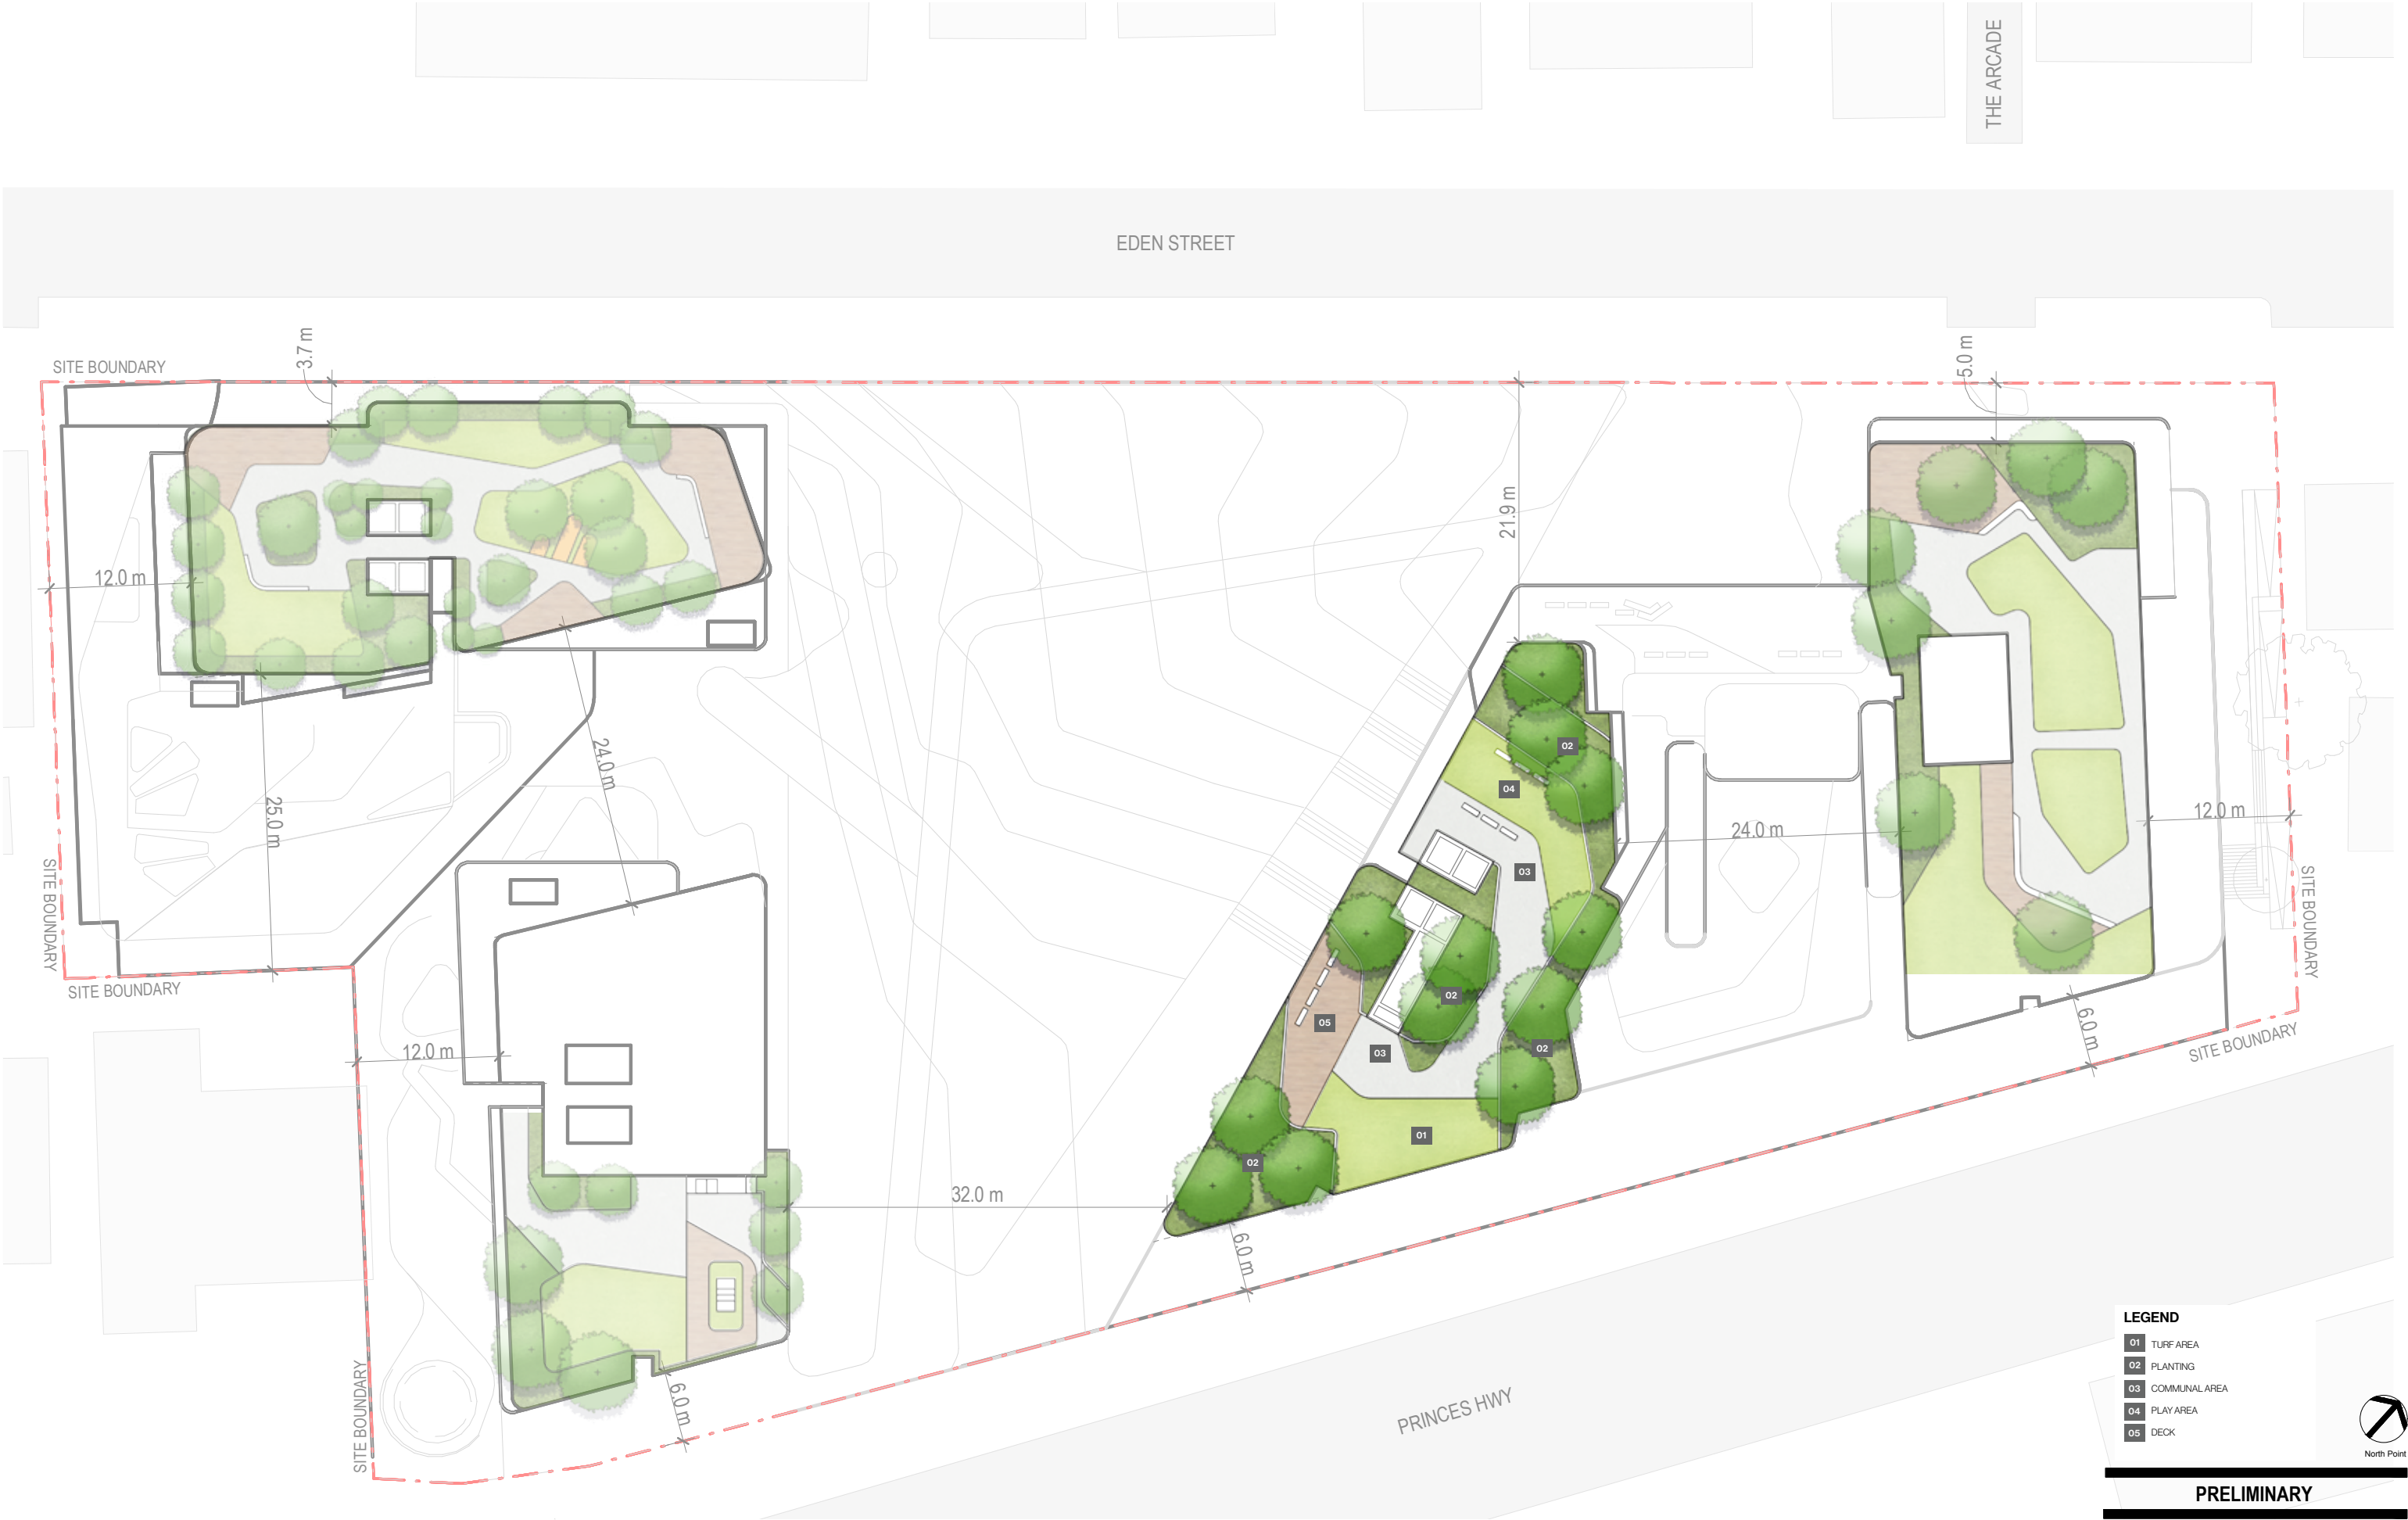 THE ARCADE
EDEN STREET
SITE BOUNDARY
3.7 m
5.0 m
21.9 m
12.0 m
24.0 m
25.0 m
02
04
03
24.0 m
12.0 m
SITE BOUNDARY
SITE BOUNDARY
SITE BOUNDARY
02
05
03
02
12.0 m
6.0 m
SITE BOUNDARY
01
02
32.0 m
6.0 m
SITE BOUNDARY
6.0 m
PRINCES HWY
LEGEND
01 TURF AREA
02 PLANTING
03 COMMUNAL AREA
04 PLAY AREA
05 DECK
North Point
PRELIMINARY